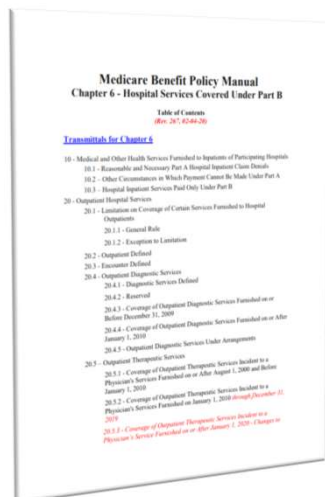 Medicare Benefit Policy Manual
Chapter 6 - Hospital Services Covered Under Part B
Table of Contents
(Rev. 267, 02-04-20)
Transmittals for Chapter 6
10 - Medical and Other Health Services Furnished to Inpatients of Participating Hospitals
10.1 - Reasonable and Necessary Part A Hospital Inpatient Claim Denials
10.2 - Other Circumstances in Which Payment Cannot Be Made Under Part A
10.3 - Hospital Inpatient Services Paid Only Under Part B
20 - Outpatient Hospital Services
20.1 - Limitation on Coverage of Certain Services Furnished to Hospital
Outpatients
20.1.1 - General Rule
20.1.2 - Exception to Limitation
20.2 - Outpatient Defined
20.3 - Encounter Defined
20.4 - Outpatient Diagnostic Services
20.4.1 - Diagnostic Services Defined
20.4.2 - Reserved
20.4.3 - Coverage of Outpatient Diagnostic Services Furnished on or
Before December 31, 2009
20.4.4 - Coverage of Outpatient Diagnostic Services Furnished on or After
January 1, 2010
20.4.5 - Outpatient Diagnostic Services Under Arrangements
20.5 - Outpatient Therapeutic Services
20.5.1 - Coverage of Outpatient Therapeutic Services Incident to a
Physician's Services Furnished on or After August 1, 2000 and Before
January 1, 2010
20.5.2 - Coverage of Outpatient Therapeutic Services Incident to a
Physician's Services Furnished on January 1, 2010 through December 31,
2019
20.5.3 - Coverage of Outpatient Therapeutic Services Incident to a
Physician's Service Furnished on or After January 1, 2020 - Changes to